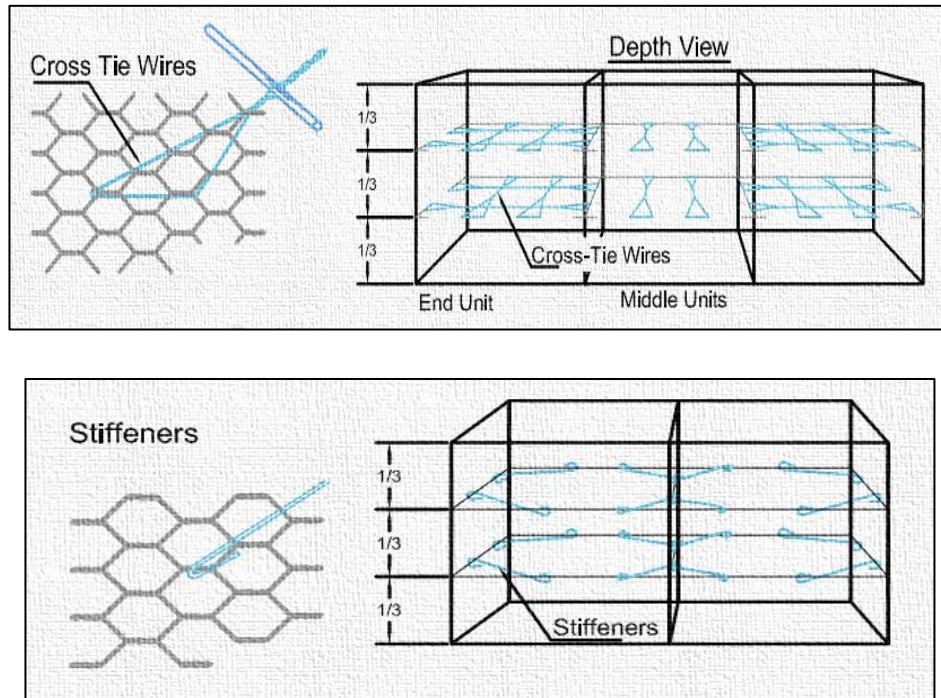 Cross Tie Wires
Depth View
1/3
1/3
1/3
Cross-Tie Wires
End Unit
Middle Units
Stiffeners
1/3
1/3
1/3
Stiffeners